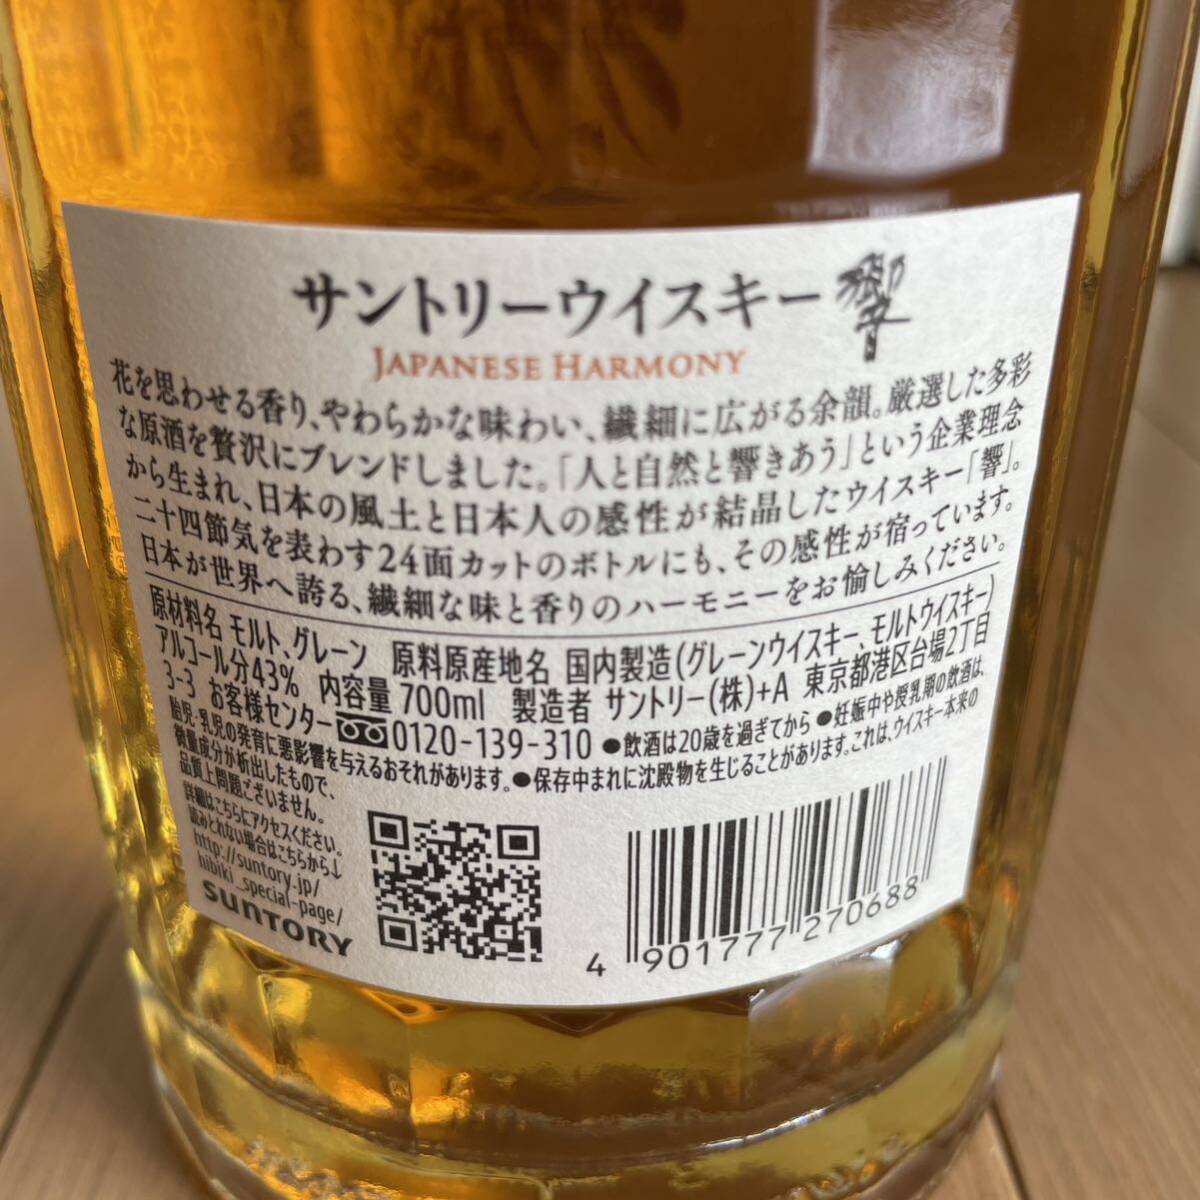 サントリーウイスキー 響
JAPANESE HARMONY
花を思わせる香り、やわらかな味わい、繊細に広がる余韻。厳選した多彩
な原酒を贅沢にブレンドしました。「人と自然と響きあう」という企業理念
から生まれ、日本の風土と日本人の感性が結晶したウイスキー「響」。
二十四節気を表わす24面カットのボトルにも、その感性が宿っています。
日本が世界へ誇る、繊細な味と香りのハーモニーをお愉しみください。
原材料名 モルト、グレーン 原料原産地名 国内製造(グレーンウイスキー、モルトウイスキー)
アルコール分43% 内容量 700ml 製造者 サントリー(株)+A 東京都港区台場2丁目
3-3 お客様センター 0120-139-310 ●飲酒は20歳を過ぎてから ●妊娠中や授乳期の飲酒は、
胎児・乳児の発育に悪影響を与えるおそれがあります。●保存中まれに沈殿物を生じることがあります。これは、ウイスキー本来の
微量成分が析出したもので、
品質上問題ございません。
詳細はこちらにアクセスください。
読みとれない場合はこちらから↓
http://suntory.jp/
hibiki_special-page/
SUNTORY
4 901777 270688